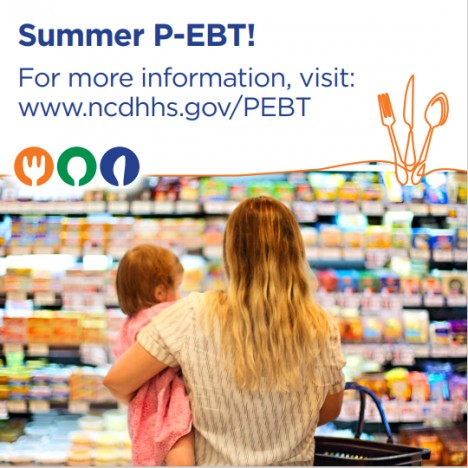 Summer P-EBT!
For more information, visit:
www.ncdhhs.gov/PEBT